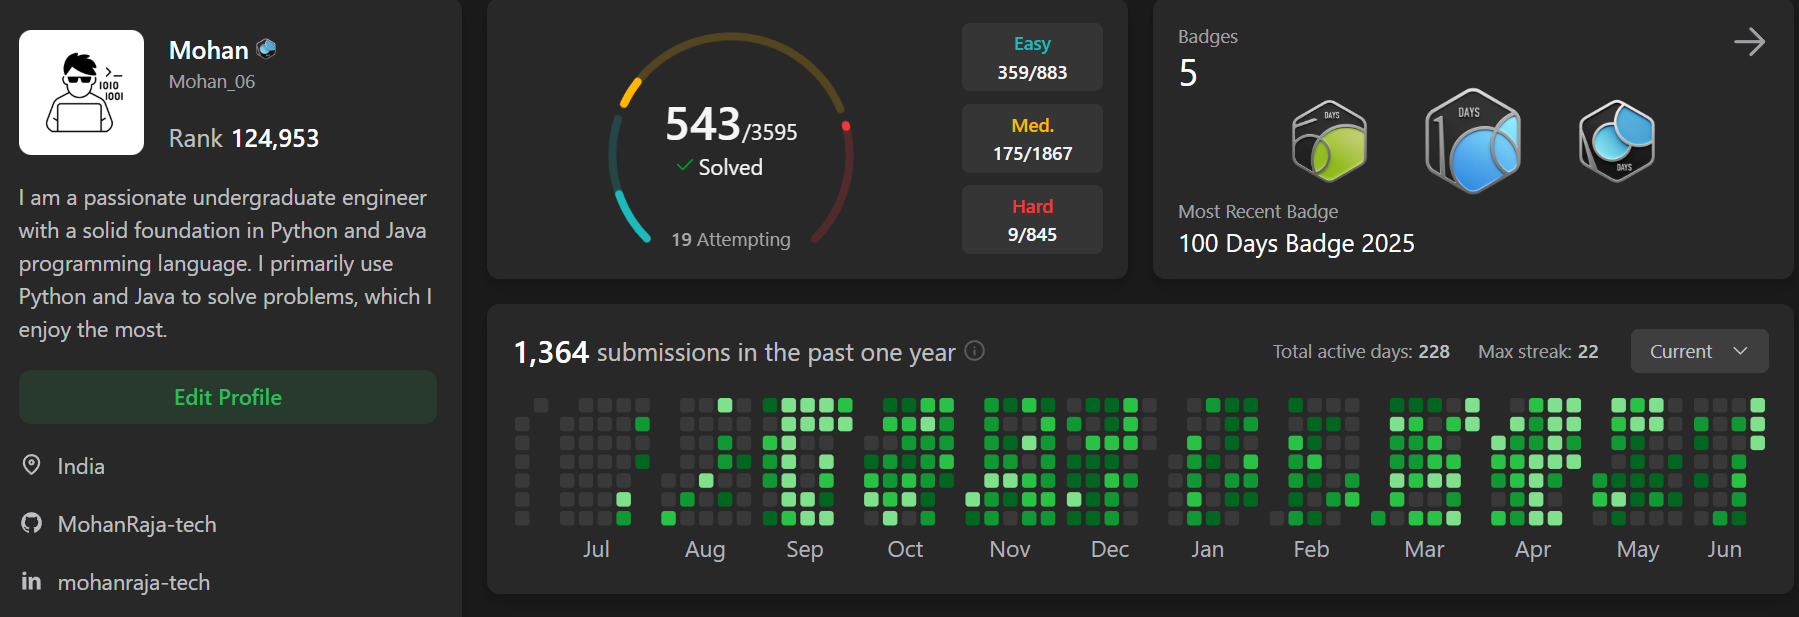 Mohan
Mohan_06
Rank 124,953
I am a passionate undergraduate engineer
with a solid foundation in Python and Java
programming language. I primarily use
Python and Java to solve problems, which I
enjoy the most.
Edit Profile
India
MohanRaja-tech
in mohanraja-tech
543/3595
Solved
19 Attempting
Easy
359/883
Med.
175/1867
Hard
9/845
Badges
5
DAYS
DAYS
DAYS
Most Recent Badge
100 Days Badge 2025
1,364 submissions in the past one year
Total active days: 228 Max streak: 22 Current
Jul Aug Sep Oct Nov Dec Jan Feb Mar Apr May Jun
1010
1001